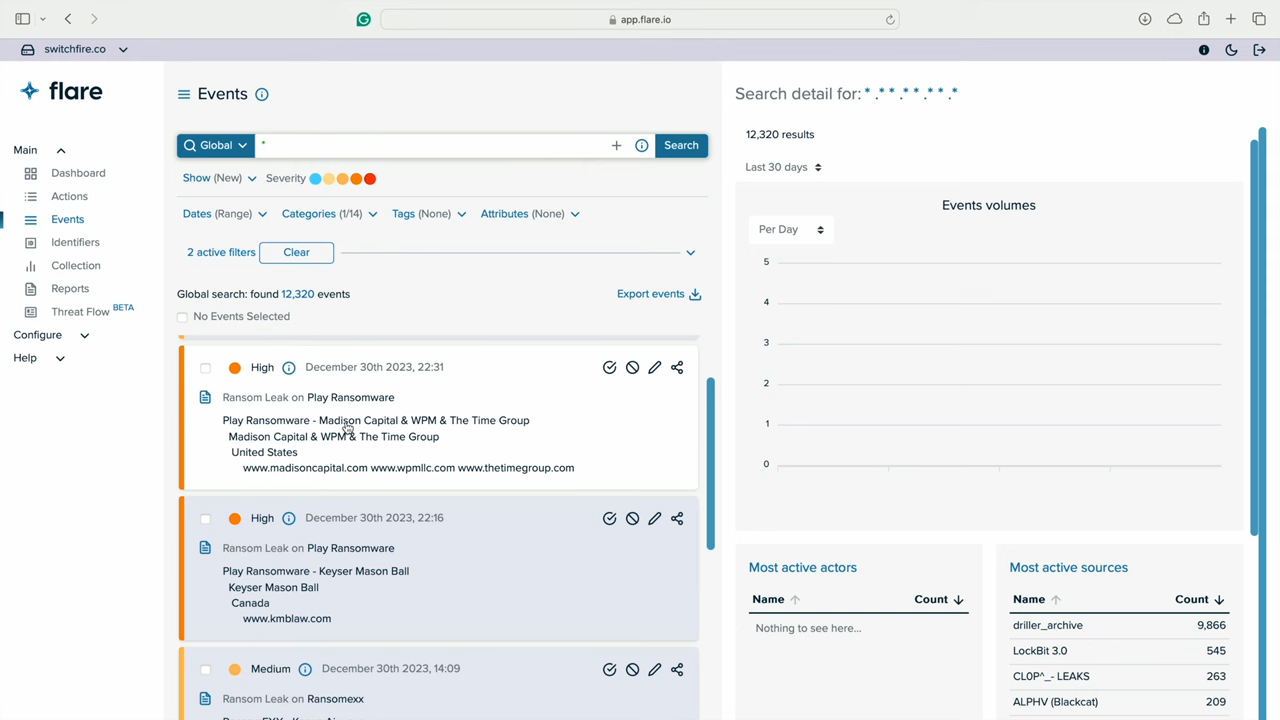 app.flare.io
switchfire.co
flare
Main
Dashboard
Actions
Events
Identifiers
Collection
Reports
Threat Flow BETA
Configure
Help
Events
Global
*
Search
Show (New)
Severity
Dates (Range)
Categories (1/14)
Tags (None)
Attributes (None)
2 active filters
Clear
Global search: found 12,320 events
Export events
No Events Selected
High
December 30th 2023, 22:31
Ransom Leak on Play Ransomware
Play Ransomware - Madison Capital & WPM & The Time Group
Madison Capital & WPM & The Time Group
United States
www.madisoncapital.com www.wpmllc.com www.thetimegroup.com
High
December 30th 2023, 22:16
Ransom Leak on Play Ransomware
Play Ransomware - Keyser Mason Ball
Keyser Mason Ball
Canada
www.kmblaw.com
Medium
December 30th 2023, 14:09
Ransom Leak on Ransomexx
Search detail for: * .* * .* * .* * .* * .*
12,320 results
Last 30 days
Events volumes
Per Day
5
4
3
2
1
0
Most active actors
Name
Count
Nothing to see here...
Most active sources
Name
Count
driller_archive
9,866
LockBit 3.0
545
CL0P^_- LEAKS
263
ALPHV (Blackcat)
209